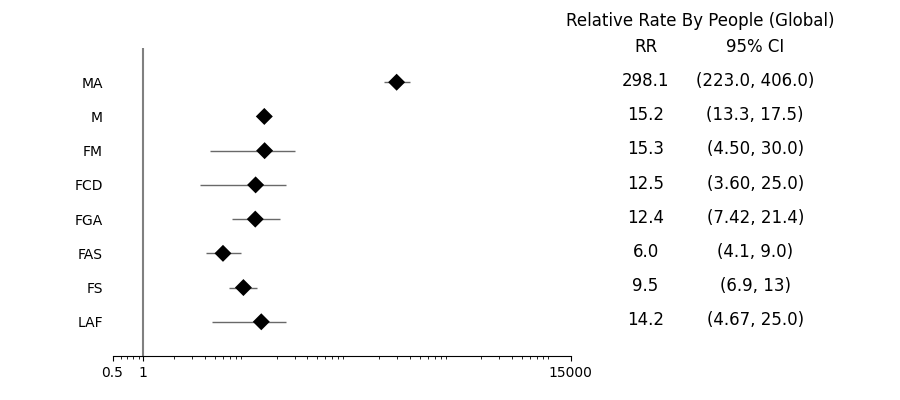 Relative Rate By People (Global)
RR 95% CI
MA 298.1 (223.0, 406.0)
M 15.2 (13.3, 17.5)
FM 15.3 (4.50, 30.0)
FCD 12.5 (3.60, 25.0)
FGA 12.4 (7.42, 21.4)
FAS 6.0 (4.1, 9.0)
FS 9.5 (6.9, 13)
LAF 14.2 (4.67, 25.0)
0.5 1 15000